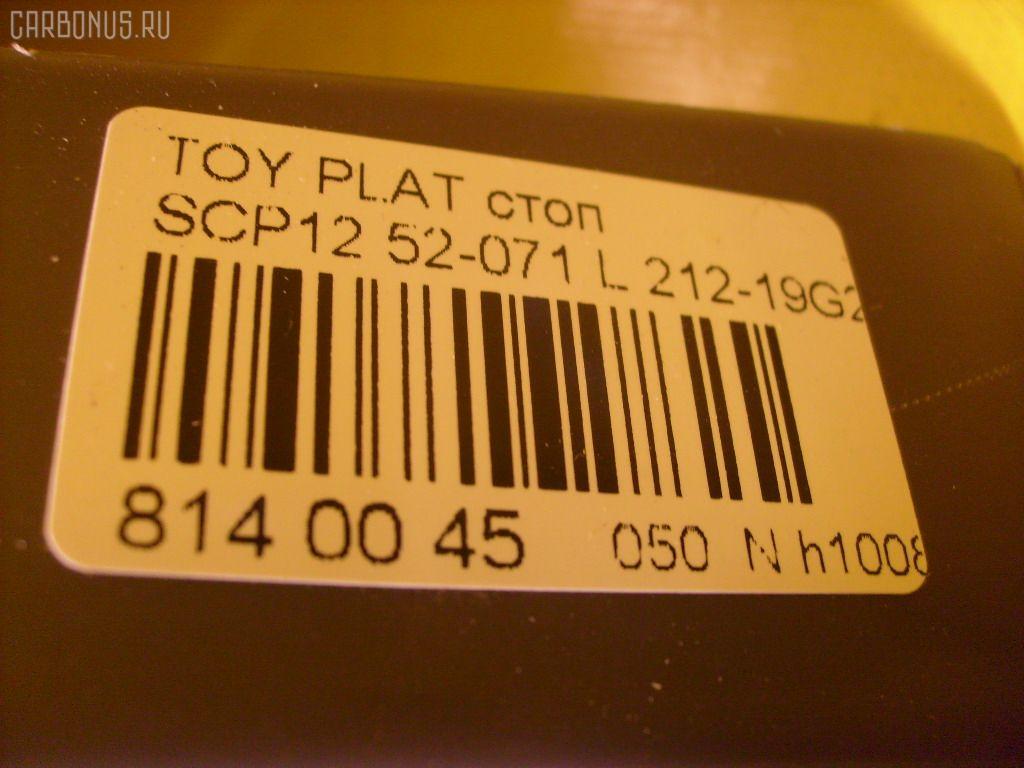 CARBONUS.RU
TOY PLAT стоп
SCP12 52-071 L 212-19G2
814 00 45 050 N h1008